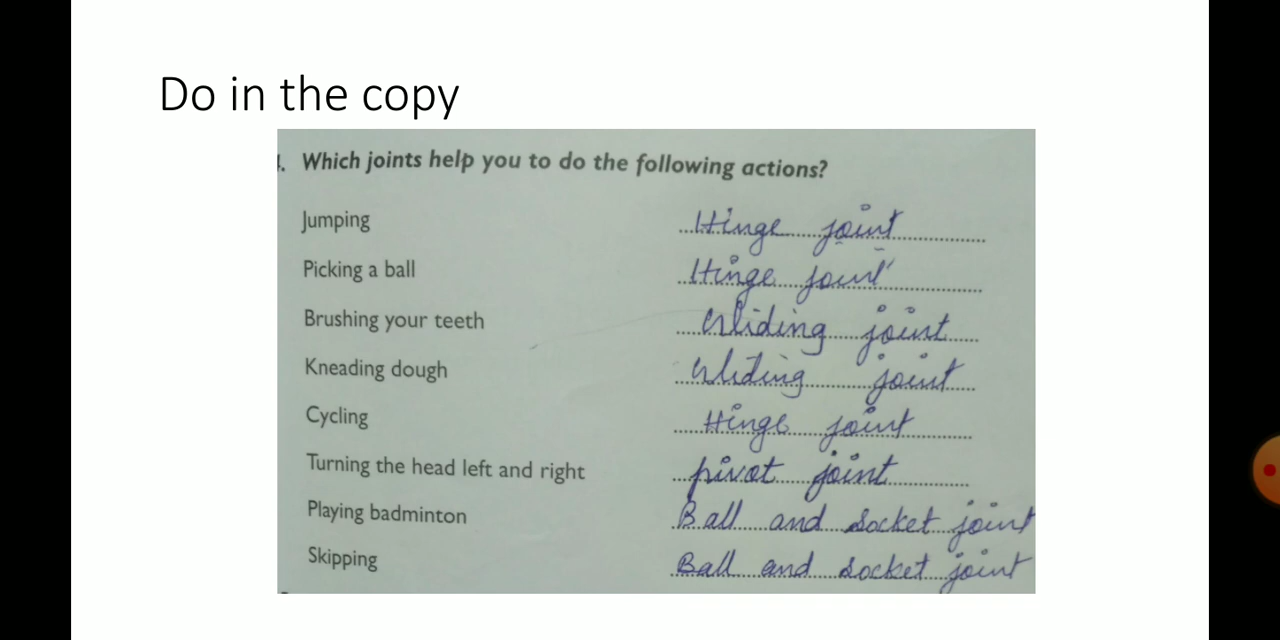 Do in the copy
. Which joints help you to do the following actions?
Jumping Hinge joint
Picking a ball Hinge joint
Brushing your teeth Gliding joint
Kneading dough Gliding joint
Cycling Hinge joint
Turning the head left and right pivot joint
Playing badminton Ball and socket joint
Skipping Ball and socket joint